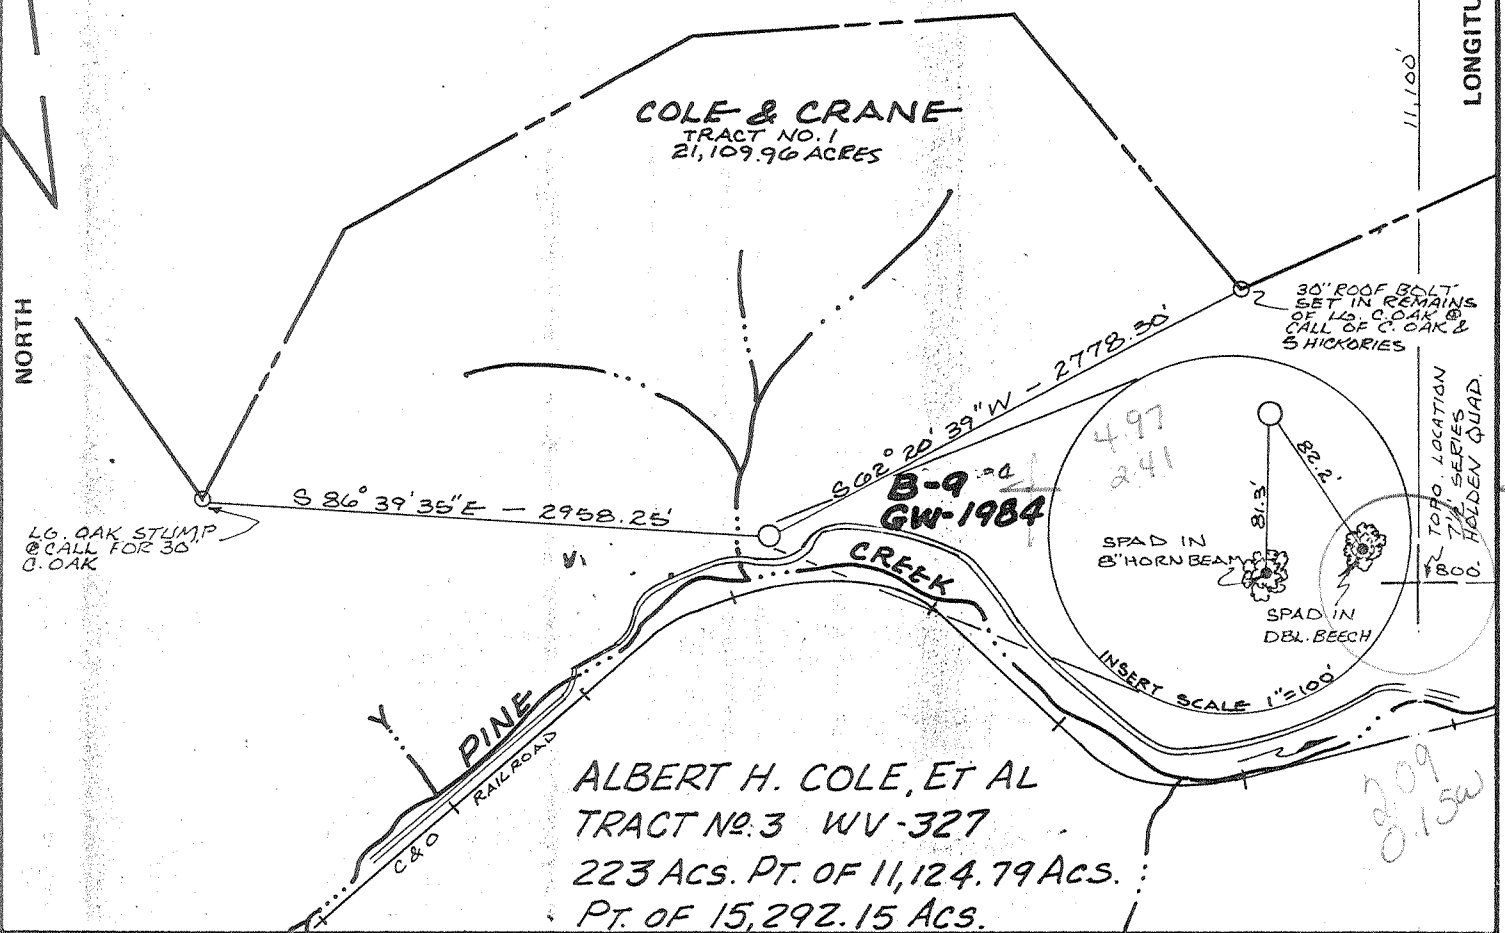 LONGITU
11,100'
COLE & CRANE
TRACT NO. 1
21,109.96 ACRES
NORTH
30" ROOF BOLT
SET IN REMAINS
OF LG. C. OAK @
CALL OF C. OAK &
5 HICKORIES
S 62° 20' 39" W - 2778.30'
S 86° 39' 35" E - 2958.25'
LG. OAK STUMP
@ CALL FOR 30"
C. OAK
B-9
GW-1984
4.97
2.41
82.2'
81.3'
SPAD IN
8" HORNBEAM
SPAD IN
DBL. BEECH
INSERT SCALE 1"=100'
TOPO. LOCATION
7½' SERIES
HOLDEN QUAD.
800.
PINE
CREEK
C&O RAILROAD
ALBERT H. COLE, ET AL
TRACT No. 3 WV-327
223 ACS. PT. OF 11,124.79 ACS.
PT. OF 15,292.15 ACS.
2.09